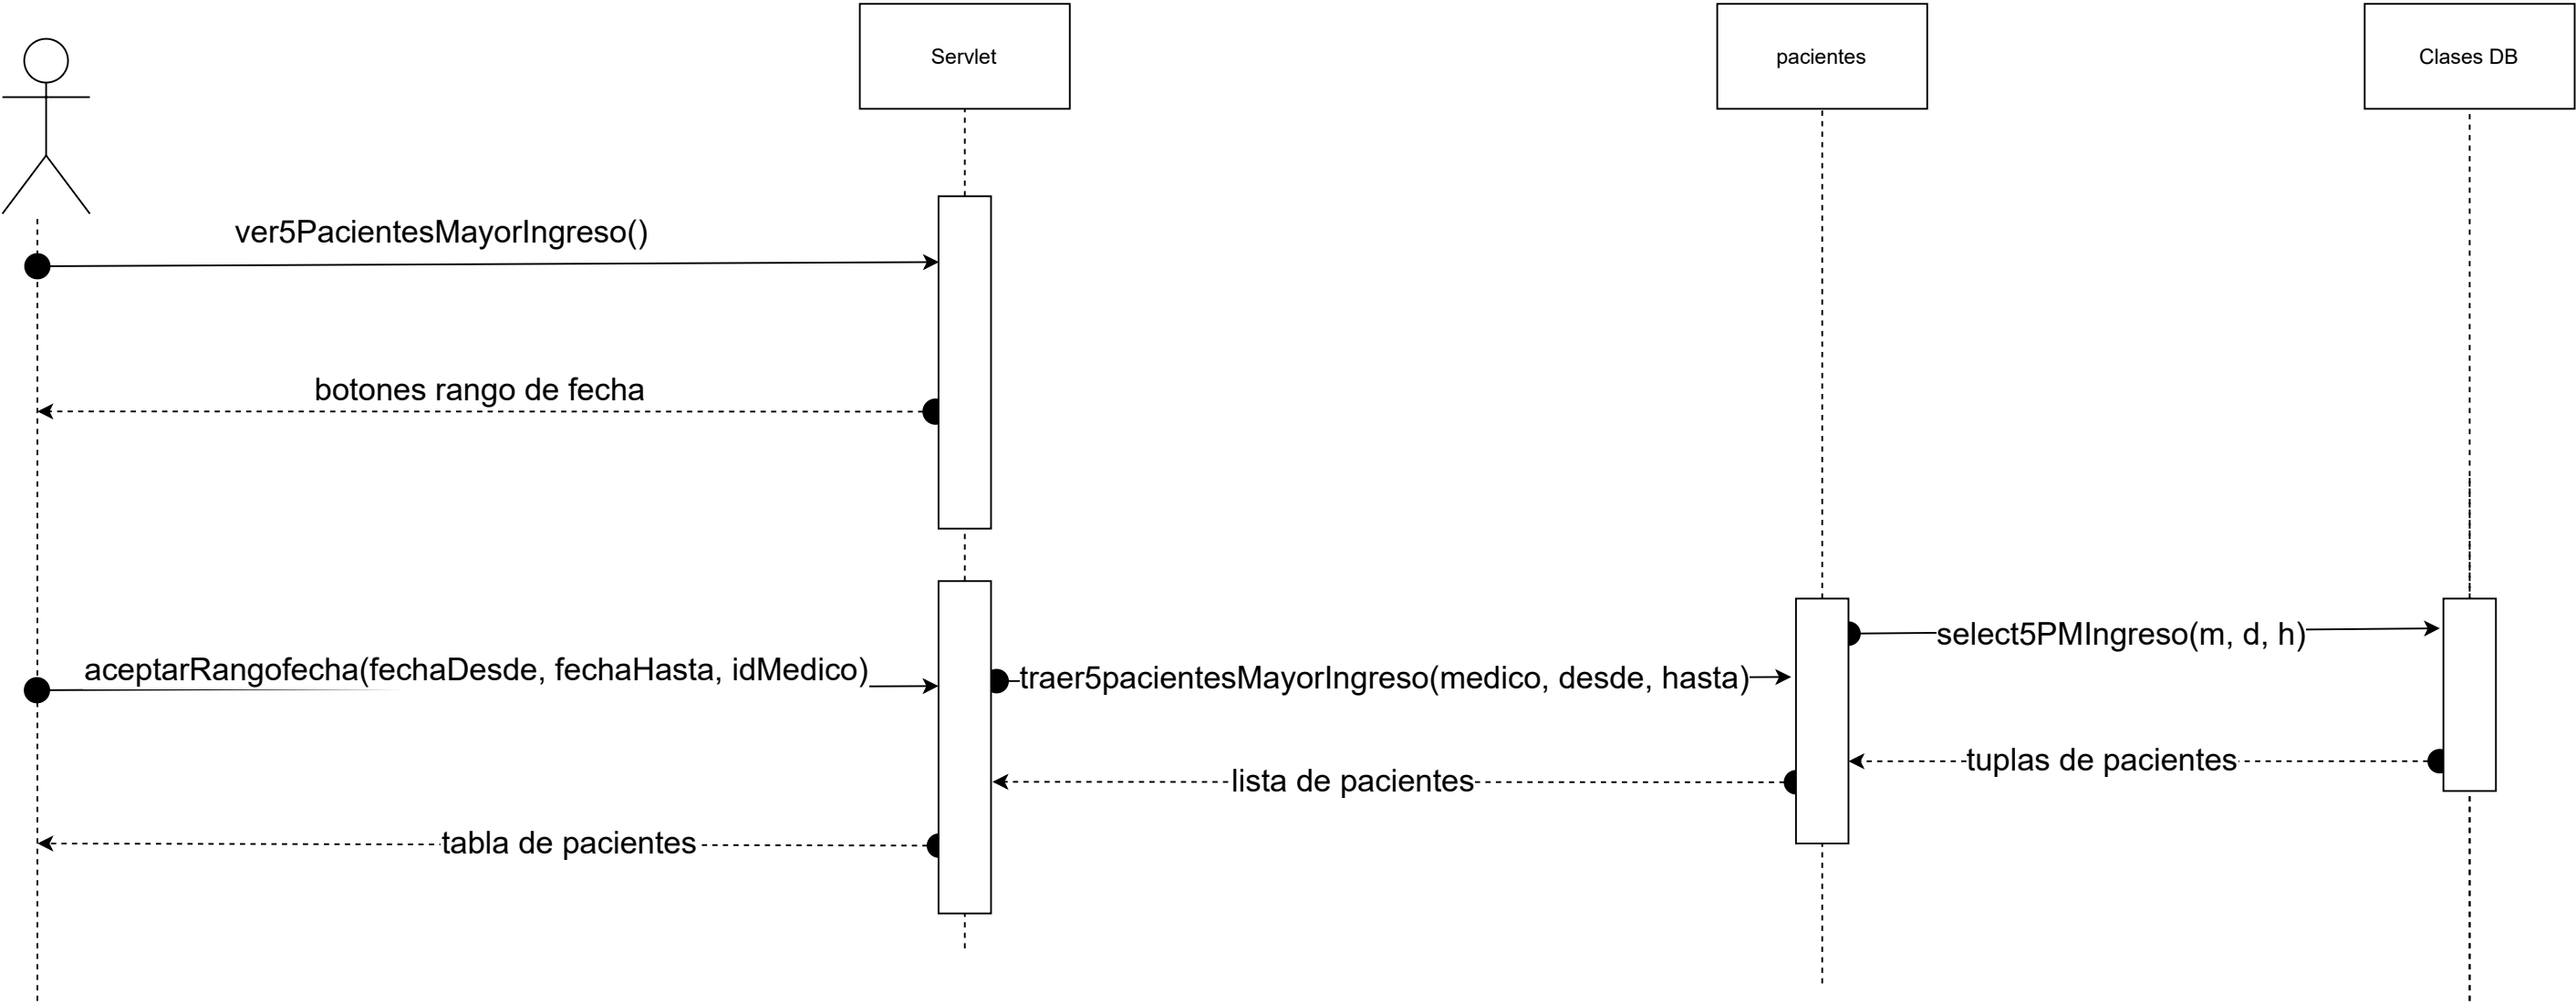 Servlet
pacientes
Clases DB
ver5PacientesMayorIngreso()
botones rango de fecha
aceptarRangofecha(fechaDesde, fechaHasta, idMedico)
traer5pacientesMayorIngreso(medico, desde, hasta)
select5PMIngreso(m, d, h)
tuplas de pacientes
lista de pacientes
tabla de pacientes